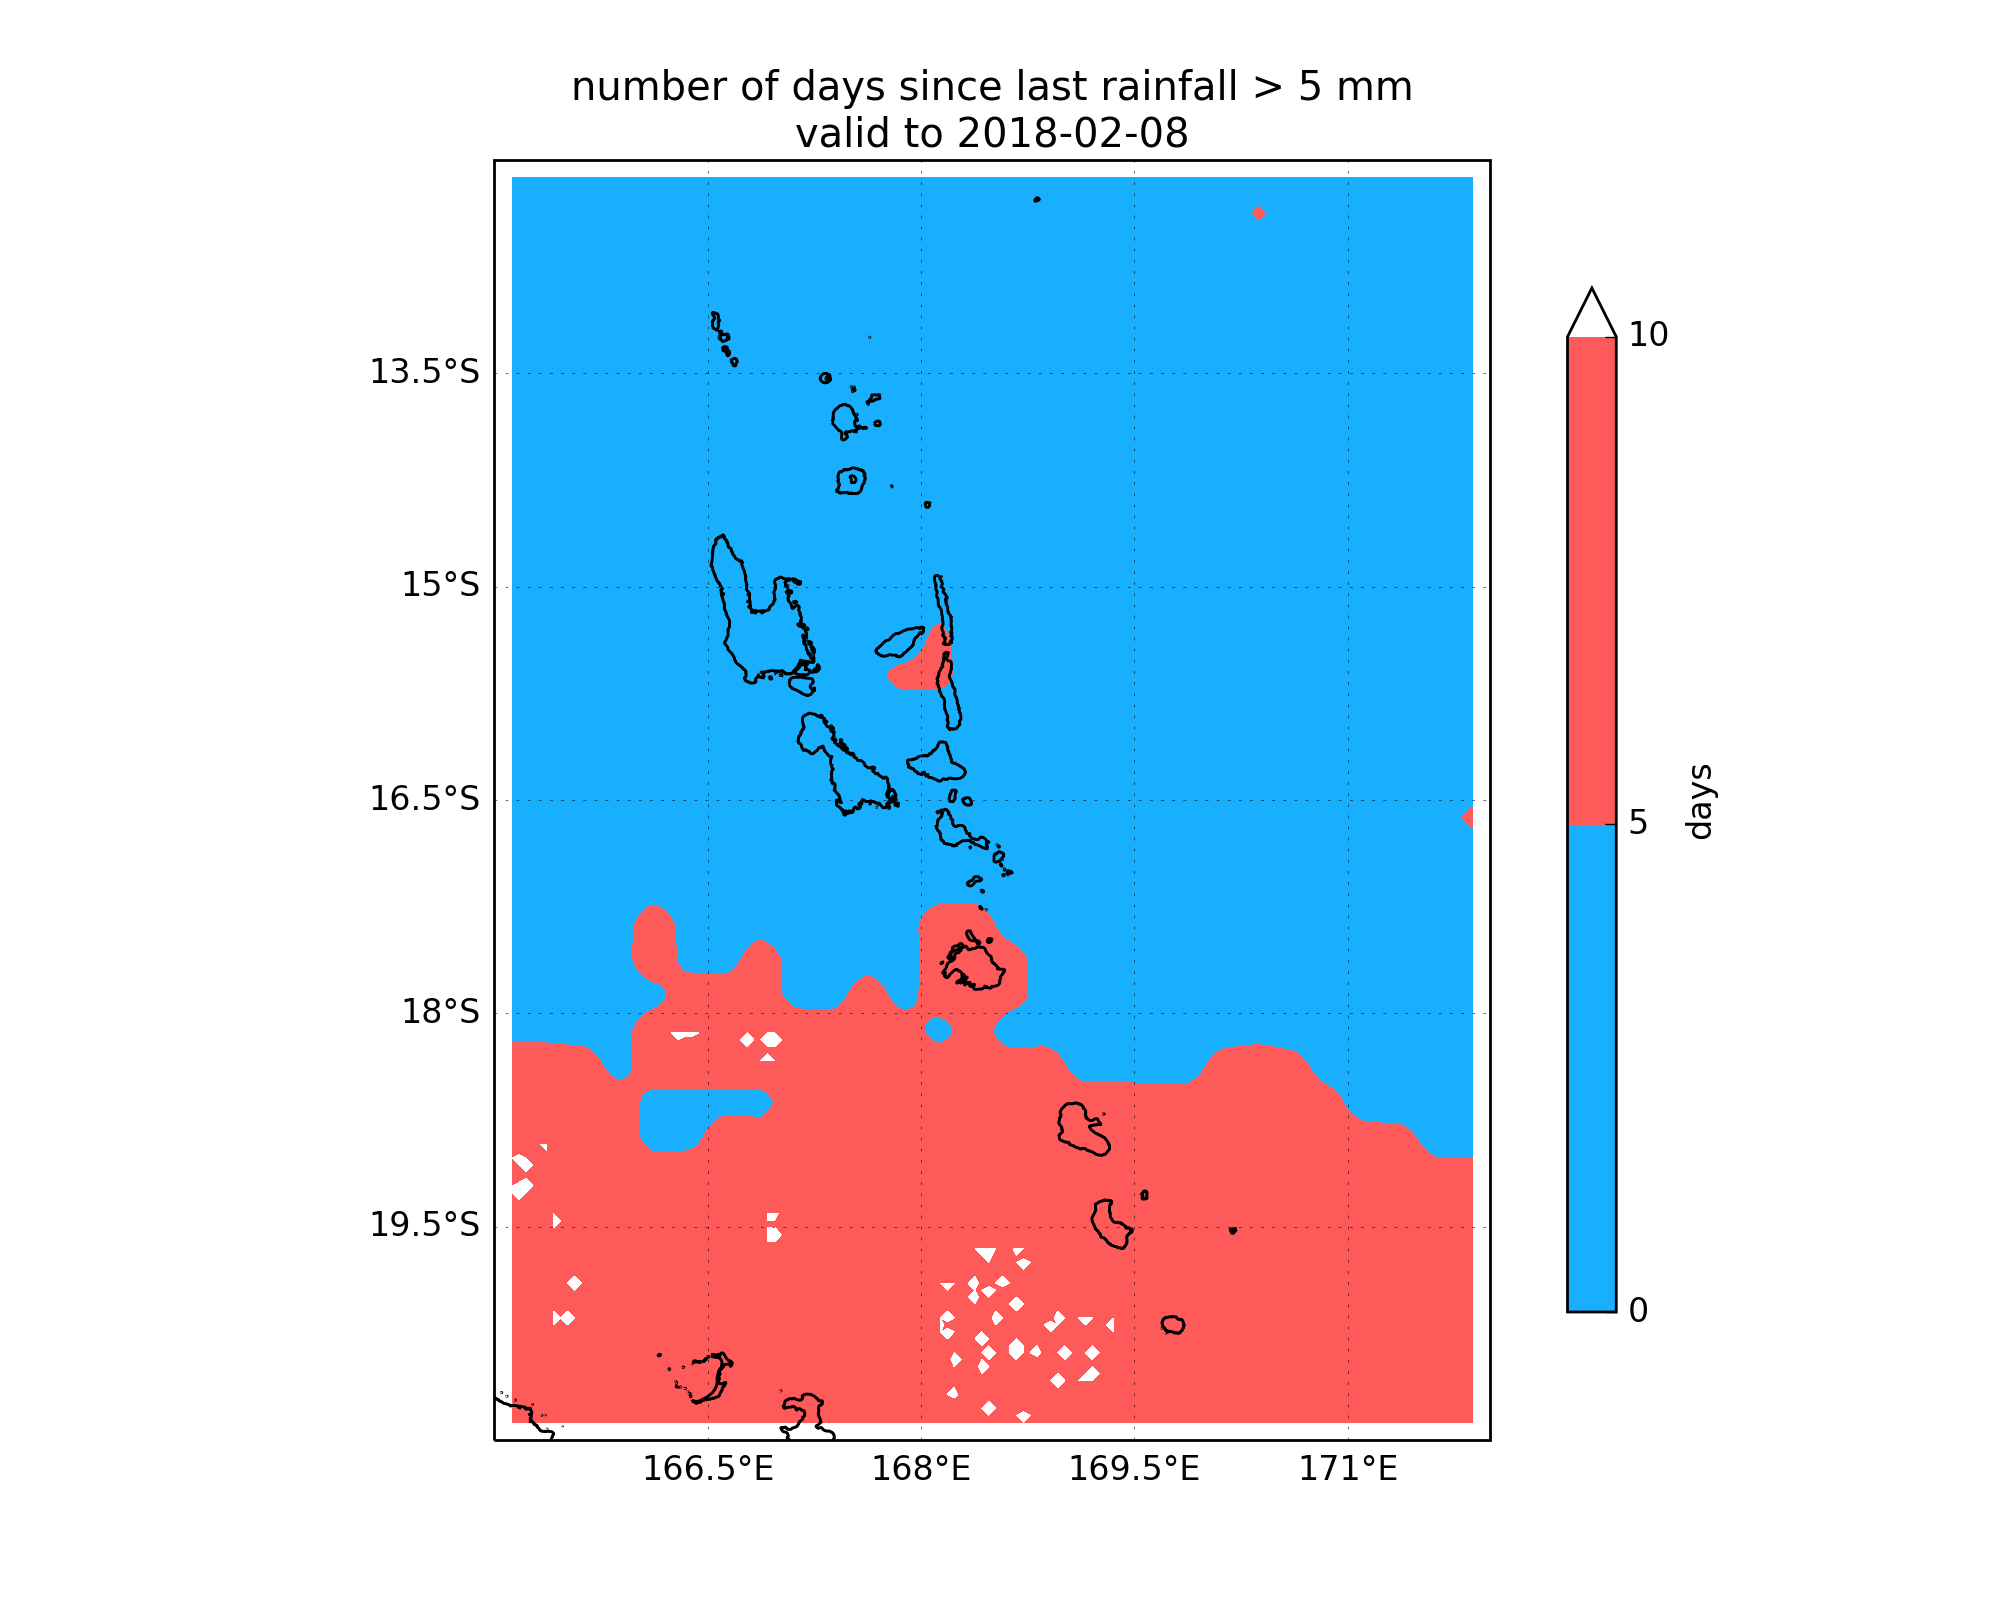 number of days since last rainfall > 5 mm
valid to 2018-02-08
13.5°S
15°S
16.5°S
18°S
19.5°S
166.5°E
168°E
169.5°E
171°E
10
5
0
days